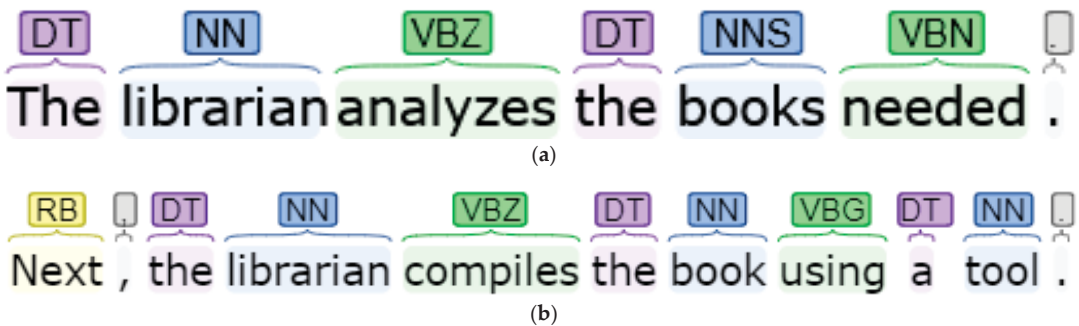 DT NN VBZ DT NNS VBN .
The librarian analyzes the books needed .
(a)
RB , DT NN VBZ DT NN VBG DT NN .
Next , the librarian compiles the book using a tool .
(b)